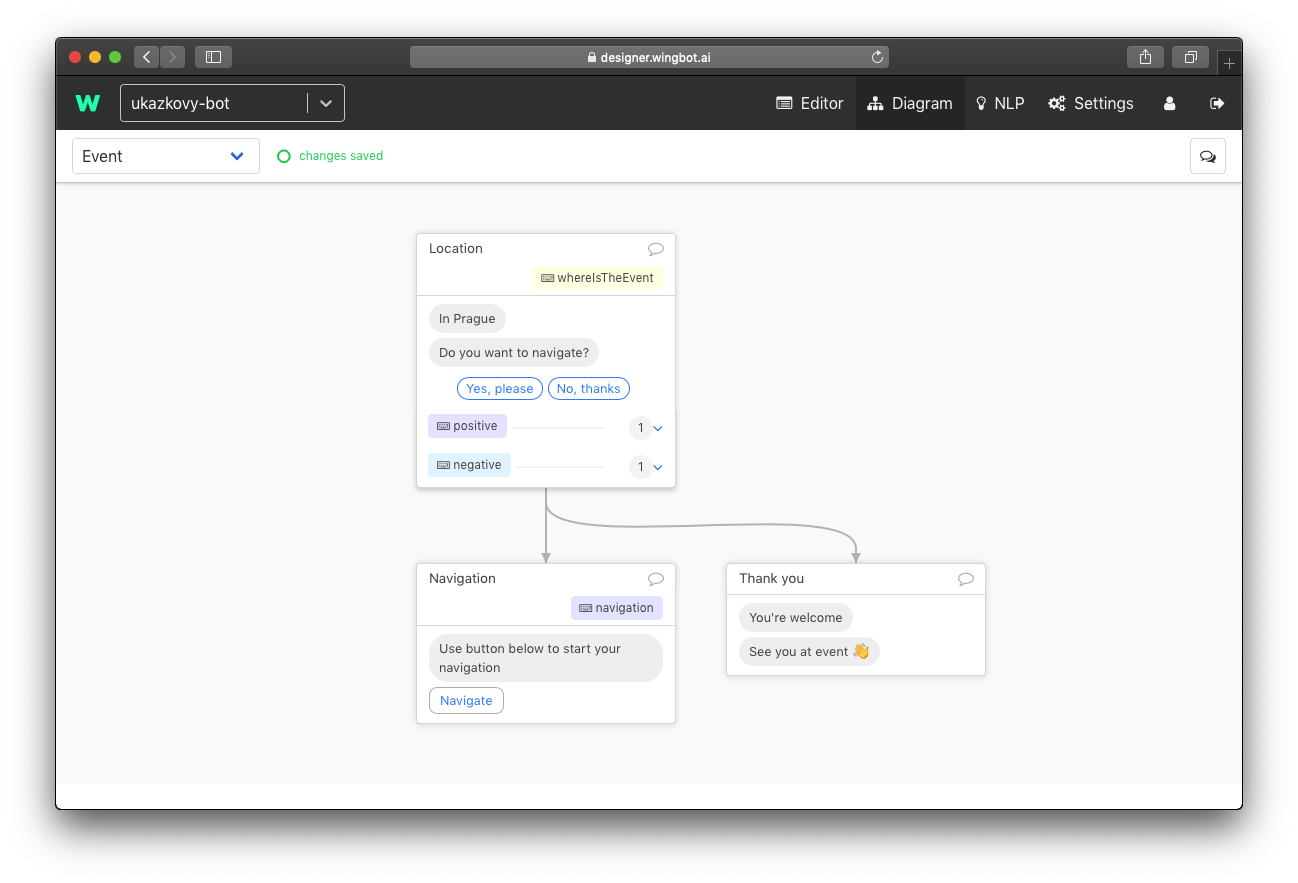 designer.wingbot.ai
W
ukazkovy-bot
Editor
Diagram
NLP
Settings
Event
changes saved
Location
whereIsTheEvent
In Prague
Do you want to navigate?
Yes, please
No, thanks
positive
1
negative
1
Navigation
navigation
Use button below to start your
navigation
Navigate
Thank you
You're welcome
See you at event 👋